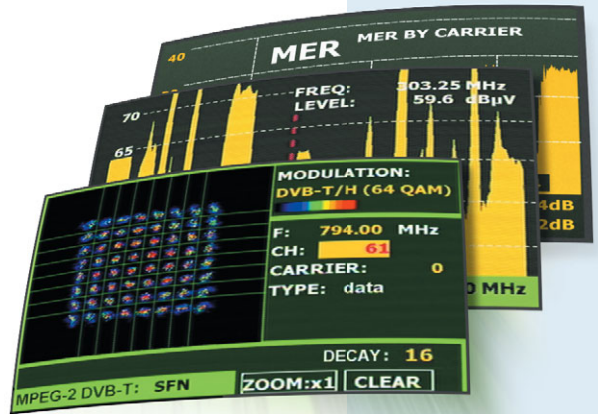 40
MER MER BY CARRIER
70
FREQ: 303.25 MHz
LEVEL: 59.6 dBµV
65
4dB
2dB
0 MHz
MODULATION:
DVB-T/H (64 QAM)
F: 794.00 MHz
CH: 61
CARRIER: 0
TYPE: data
DECAY: 16
MPEG-2 DVB-T: SFN ZOOM:x1 CLEAR